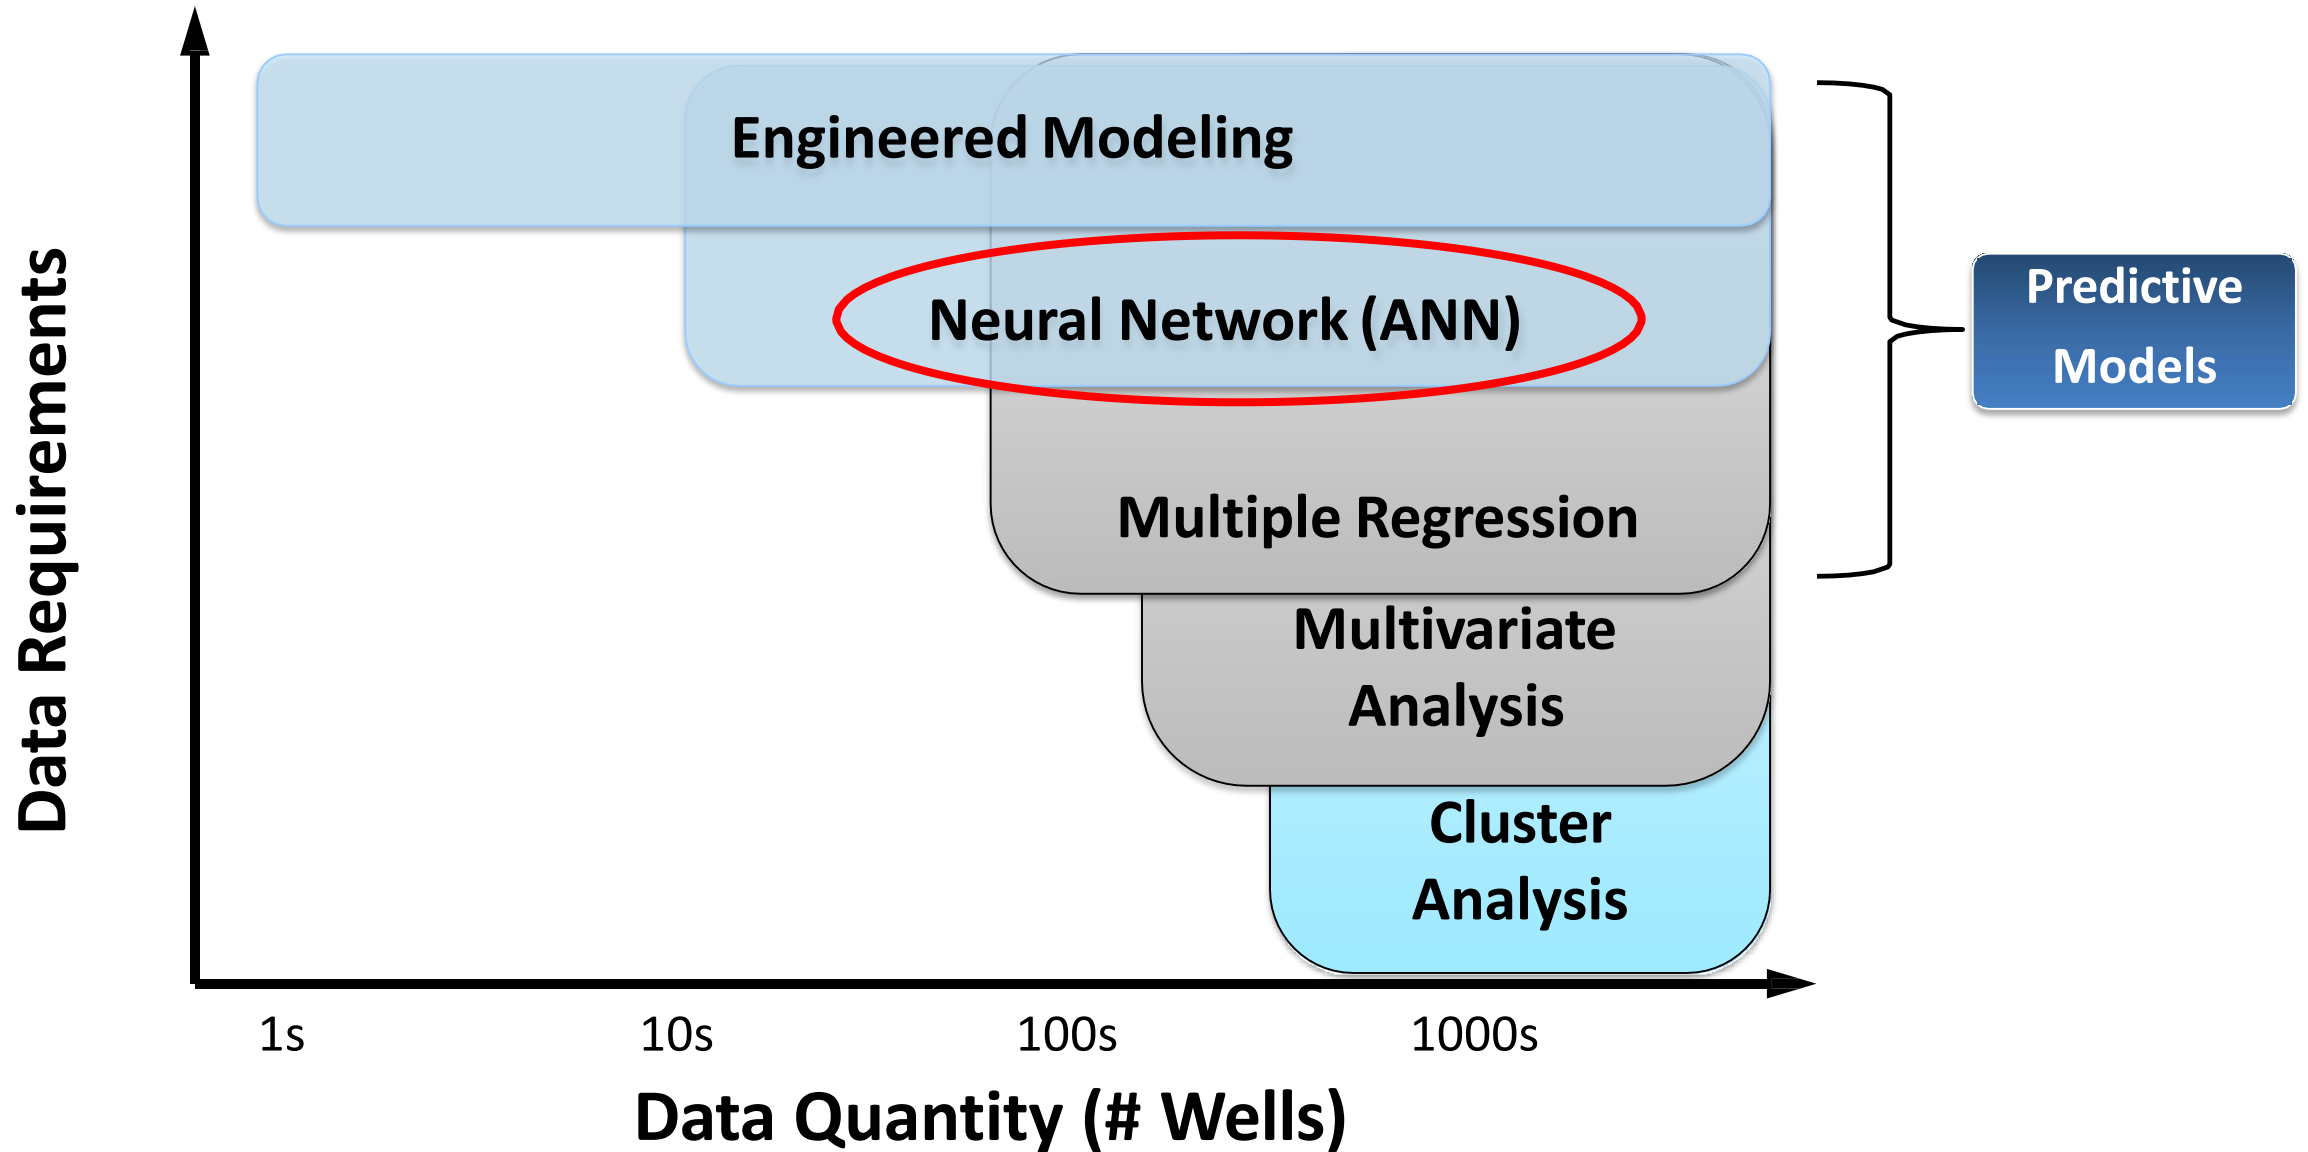 Data Requirements
Engineered Modeling
Neural Network (ANN)
Multiple Regression
Multivariate
Analysis
Cluster
Analysis
Predictive
Models
1s 10s 100s 1000s
Data Quantity (# Wells)